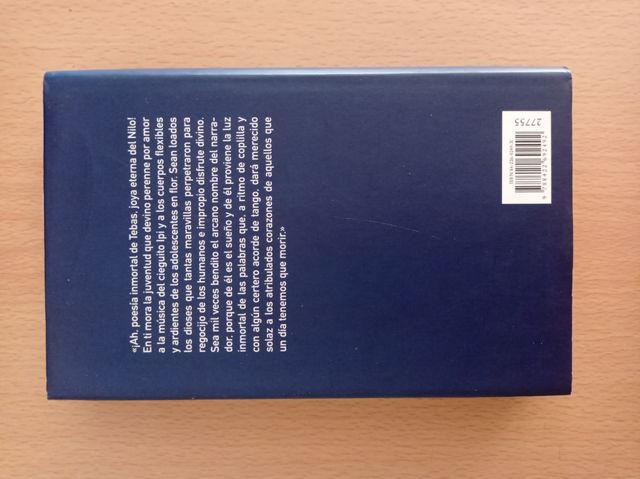 «¡Ah, poesía inmortal de Tebas, joya eterna del Nilo!
En ti mora la juventud que devino perenne por amor
a la música del cieguito Ipi y a los cuerpos flexibles
y ardientes de los adolescentes en flor. Sean loados
los dioses que tantas maravillas perpetraron para
regocijo de los humanos e impropio disfrute divino.
Sea mil veces bendito el arcano nombre del narra-
dor, porque de él es el sueño y de él proviene la luz
inmortal de las palabras que, a ritmo de coplilla y
con algún certero acorde de tango, dará merecido
solaz a los atribulados corazones de aquellos que
un día tenemos que morir.»
27755